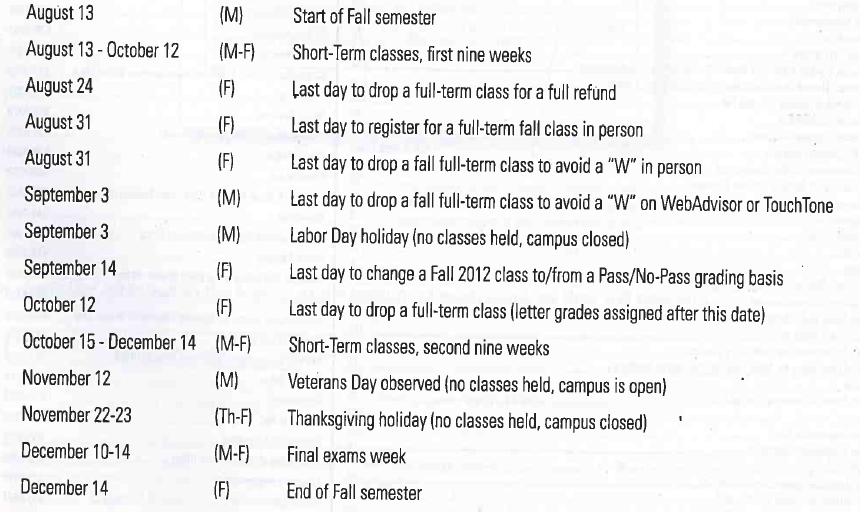 August 13 (M) Start of Fall semester
August 13 - October 12 (M-F) Short-Term classes, first nine weeks
August 24 (F) Last day to drop a full-term class for a full refund
August 31 (F) Last day to register for a full-term fall class in person
August 31 (F) Last day to drop a fall full-term class to avoid a "W" in person
September 3 (M) Last day to drop a fall full-term class to avoid a "W" on WebAdvisor or TouchTone
September 3 (M) Labor Day holiday (no classes held, campus closed)
September 14 (F) Last day to change a Fall 2012 class to/from a Pass/No-Pass grading basis
October 12 (F) Last day to drop a full-term class (letter grades assigned after this date)
October 15 - December 14 (M-F) Short-Term classes, second nine weeks
November 12 (M) Veterans Day observed (no classes held, campus is open)
November 22-23 (Th-F) Thanksgiving holiday (no classes held, campus closed)
December 10-14 (M-F) Final exams week
December 14 (F) End of Fall semester